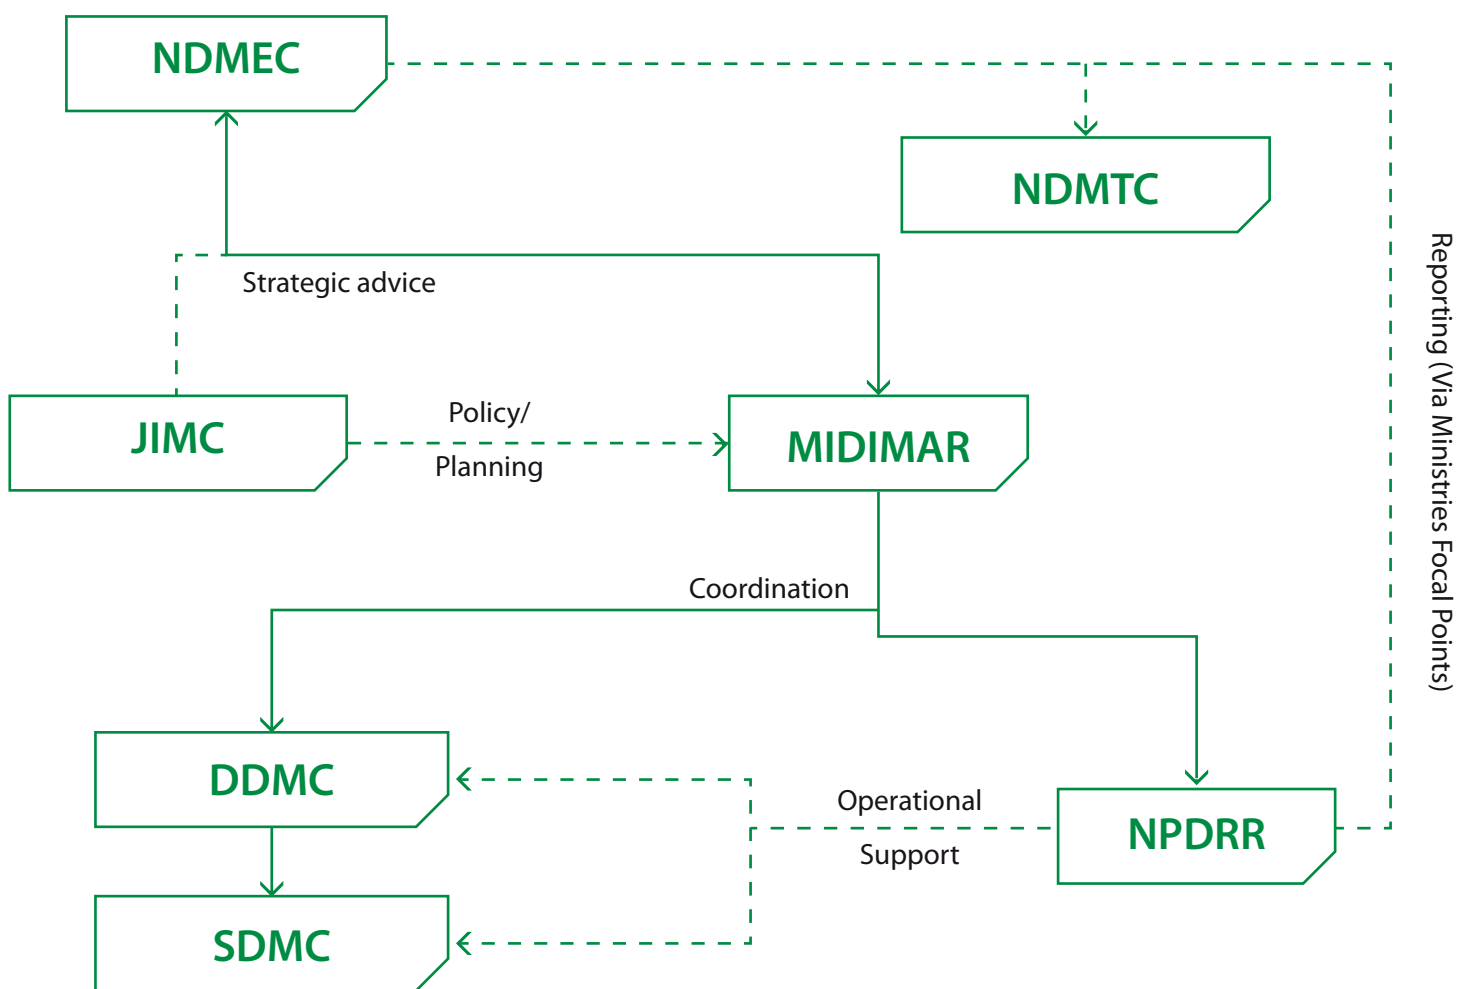 NDMEC
NDMTC
Strategic advice
Reporting (Via Ministries Focal Points)
JIMC
Policy/
Planning
MIDIMAR
Coordination
DDMC
Operational
Support
NPDRR
SDMC